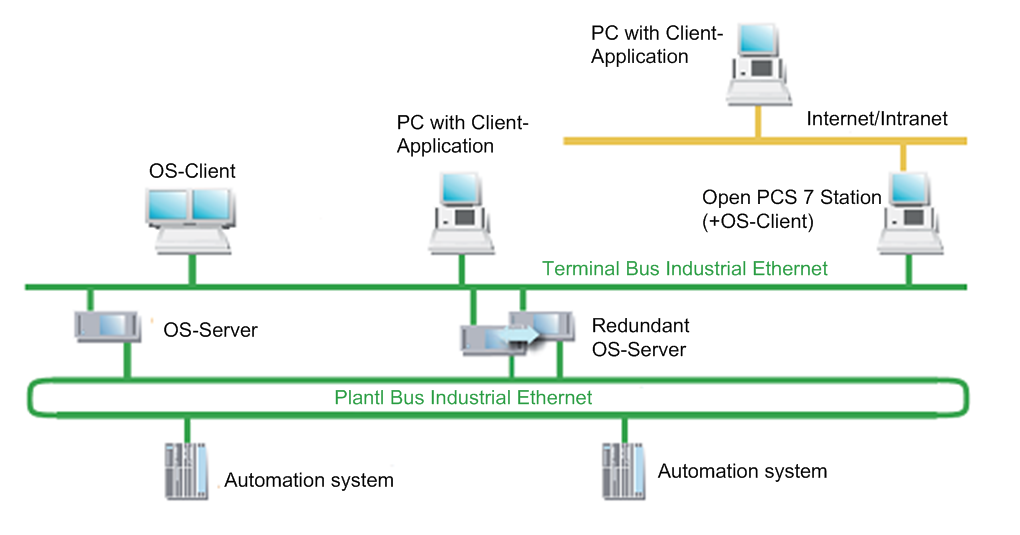 PC with Client-
Application
Internet/Intranet
PC with Client-
Application
OS-Client
Open PCS 7 Station
(+OS-Client)
Terminal Bus Industrial Ethernet
OS-Server
Redundant
OS-Server
Plantl Bus Industrial Ethernet
Automation system
Automation system